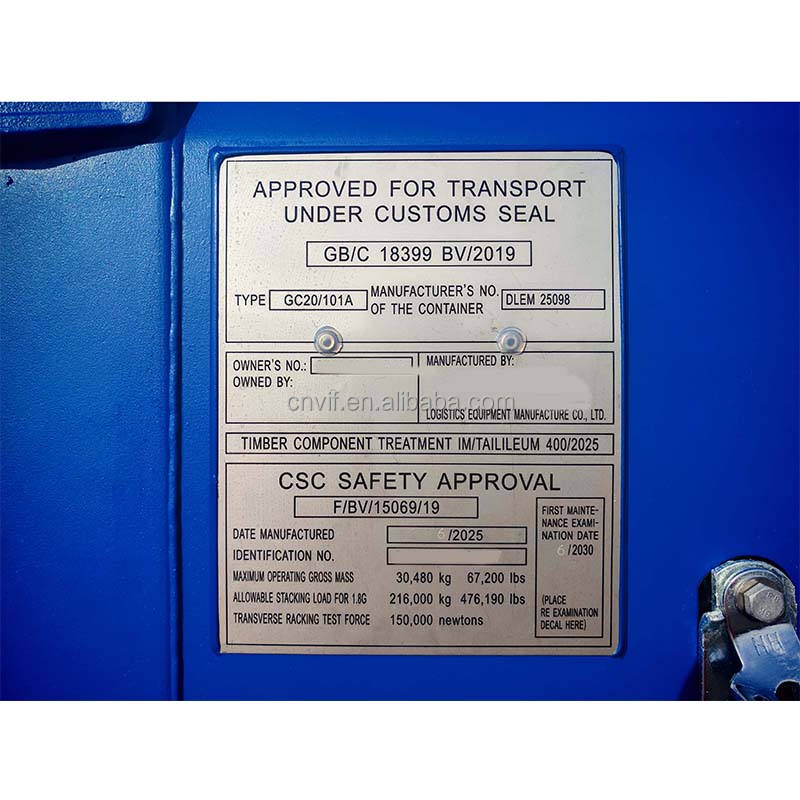 APPROVED FOR TRANSPORT
UNDER CUSTOMS SEAL
GB/C 18399 BV/2019
TYPE GC20/101A MANUFACTURER'S NO. OF THE CONTAINER DLEM 25098
OWNER'S NO.:
OWNED BY:
MANUFACTURED BY:
LOGISTICS EQUIPMENT MANUFACTURE CO., LTD.
cnvif.en.alibaba.com
TIMBER COMPONENT TREATMENT IM/TAILILEUM 400/2025
CSC SAFETY APPROVAL
F/BV/15069/19
DATE MANUFACTURED 6/2025
IDENTIFICATION NO.
MAXIMUM OPERATING GROSS MASS 30,480 kg 67,200 lbs
ALLOWABLE STACKING LOAD FOR 1.8G 216,000 kg 476,190 lbs
TRANSVERSE RACKING TEST FORCE 150,000 newtons
FIRST MAINTE-
NANCE EXAMI-
NATION DATE
6/2030
(PLACE
RE EXAMINATION
DECAL HERE)
HH